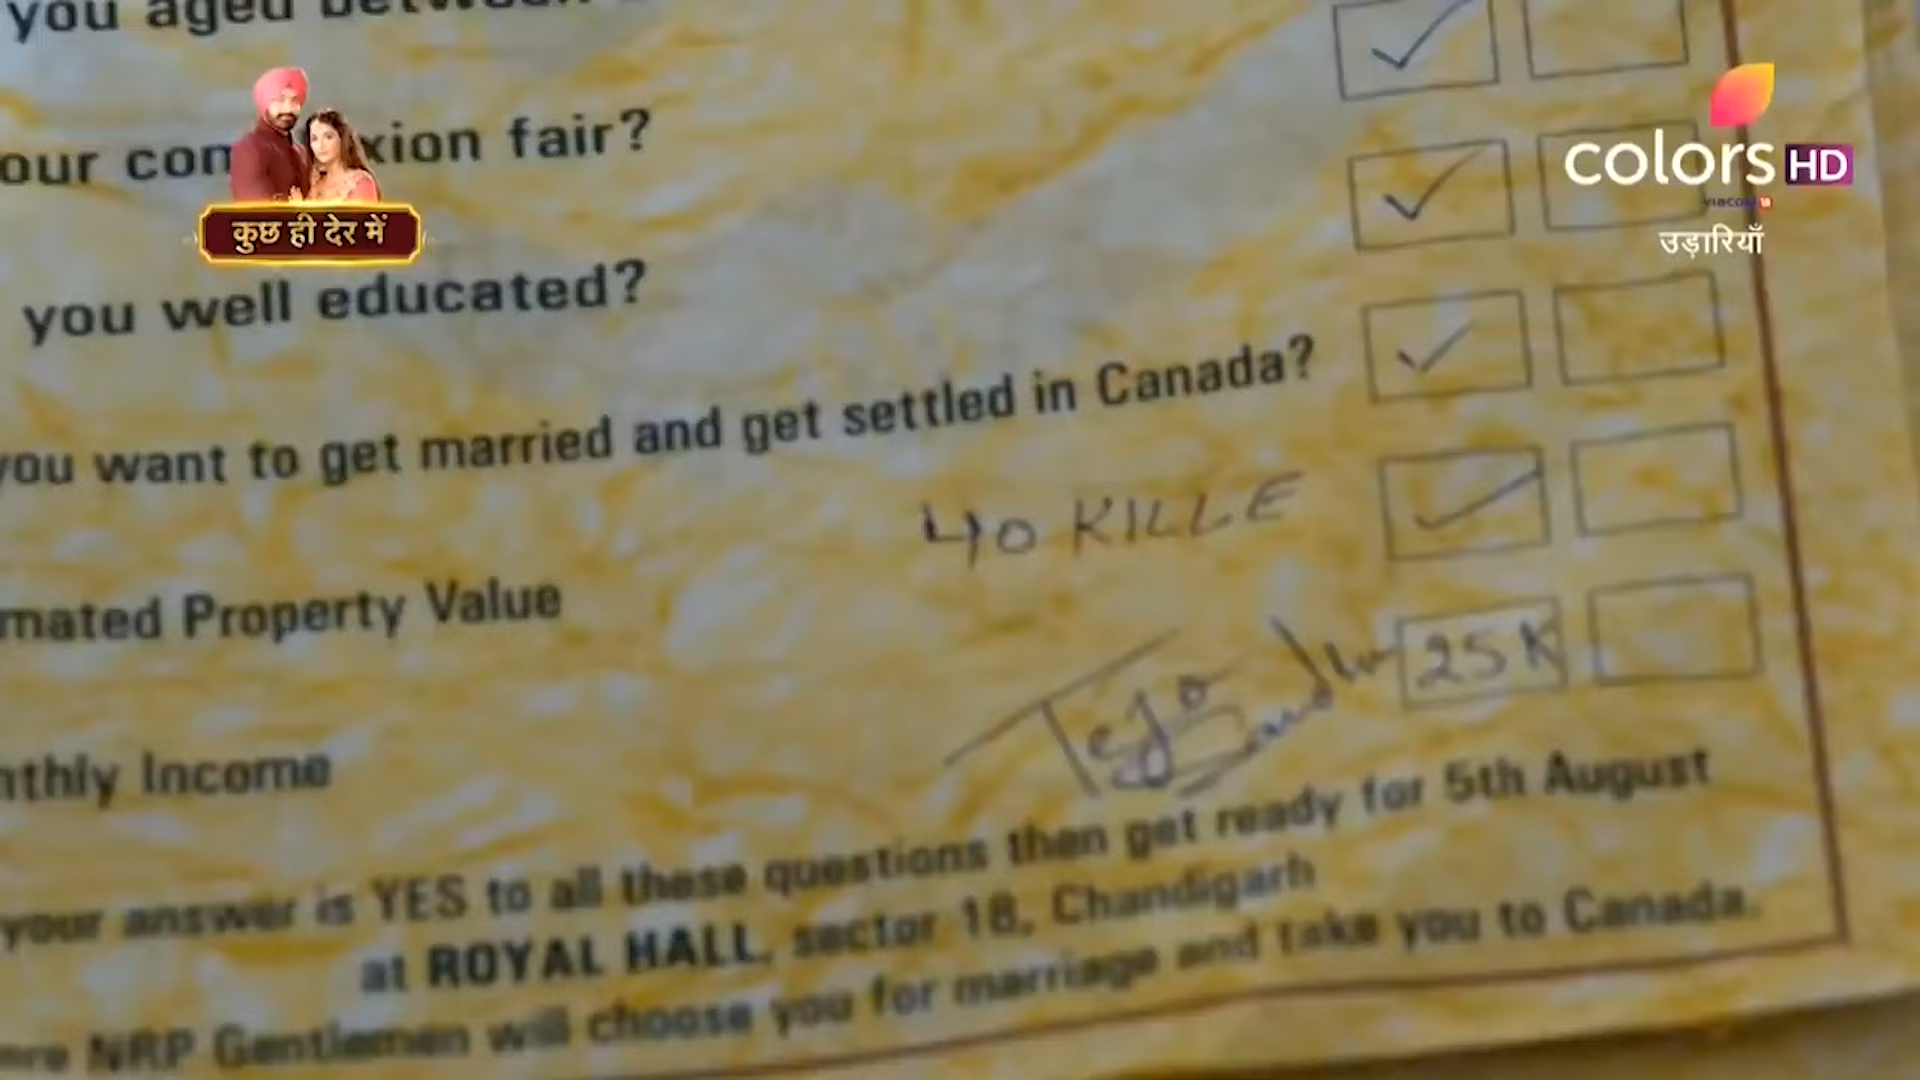 you aged between
colors HD
viacom18
उड़ारियाँ
our complexion fair?
कुछ ही देर में
you well educated?
you want to get married and get settled in Canada?
40 KILLE
mated Property Value
Tejo Sandhu
25K
nthly Income
your answer is YES to all these questions then get ready for 5th August
at ROYAL HALL, sector 18, Chandigarh
NRP Gentlemen will choose you for marriage and take you to Canada.